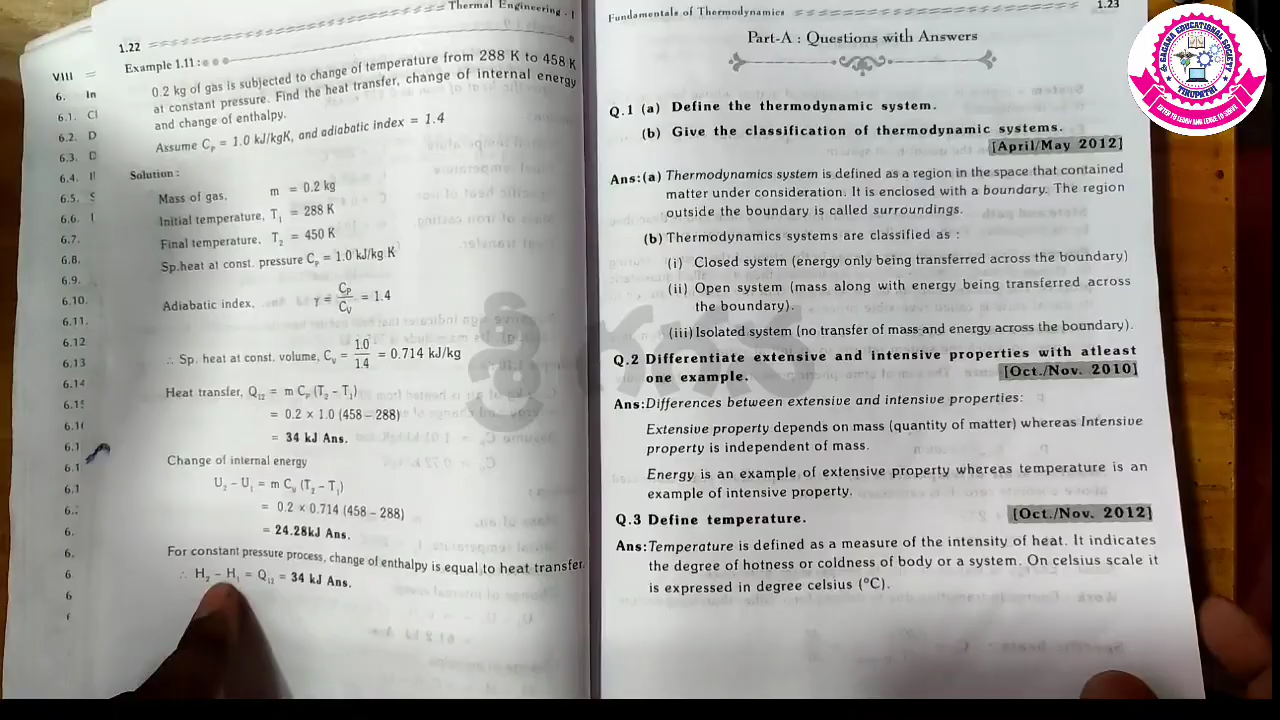 Thermal Engineering - I
1.22
Example 1.11 :
0.2 kg of gas is subjected to change of temperature from 288 K to 458 K
at constant pressure. Find the heat transfer, change of internal energy
and change of enthalpy.
Assume C_P = 1.0 kJ/kgK, and adiabatic index = 1.4
Solution :
Mass of gas, m = 0.2 kg
Initial temperature, T₁ = 288 K
Final temperature. T₂ = 450 K
Sp.heat at const. pressure C_P = 1.0 kJ/kg K
Adiabatic index, γ = C_P / C_V = 1.4
∴ Sp. heat at const. volume, C_V = 1.0 / 1.4 = 0.714 kJ/kg
Heat transfer, Q₁₂ = m C_P (T₂ – T₁)
= 0.2 × 1.0 (458 – 288)
= 34 kJ Ans.
Change of internal energy
U₂ – U₁ = m C_V (T₂ – T₁)
= 0.2 × 0.714 (458 – 288)
= 24.28kJ Ans.
For constant pressure process, change of enthalpy is equal to heat transfer.
∴ H₂ – H₁ = Q₁₂ = 34 kJ Ans.
VIII
6. In
6.1. Cl
6.2. D
6.3.
6.4.
6.5. S
6.6.
6.7.
6.8.
6.9.
6.10.
6.11.
6.12
6.13
6.14
Fundamentals of Thermodynamics
1.23
Part-A : Questions with Answers
Q.1 (a) Define the thermodynamic system.
(b) Give the classification of thermodynamic systems.
[April/May 2012]
Ans:(a) Thermodynamics system is defined as a region in the space that contained
matter under consideration. It is enclosed with a boundary. The region
outside the boundary is called surroundings.
(b) Thermodynamics systems are classified as :
(i) Closed system (energy only being transferred across the boundary)
(ii) Open system (mass along with energy being transferred across
the boundary).
(iii) Isolated system (no transfer of mass and energy across the boundary).
Q.2 Differentiate extensive and intensive properties with atleast
one example. [Oct./Nov. 2010]
Ans:Differences between extensive and intensive properties:
Extensive property depends on mass (quantity of matter) whereas Intensive
property is independent of mass.
Energy is an example of extensive property whereas temperature is an
example of intensive property.
Q.3 Define temperature. [Oct./Nov. 2012]
Ans:Temperature is defined as a measure of the intensity of heat. It indicates
the degree of hotness or coldness of body or a system. On celsius scale it
is expressed in degree celsius (°C).
GAGANA EDUCATIONAL SOCIETY
TIRUPATHI
ENTER TO LEARN AND LEAVE TO SERVE